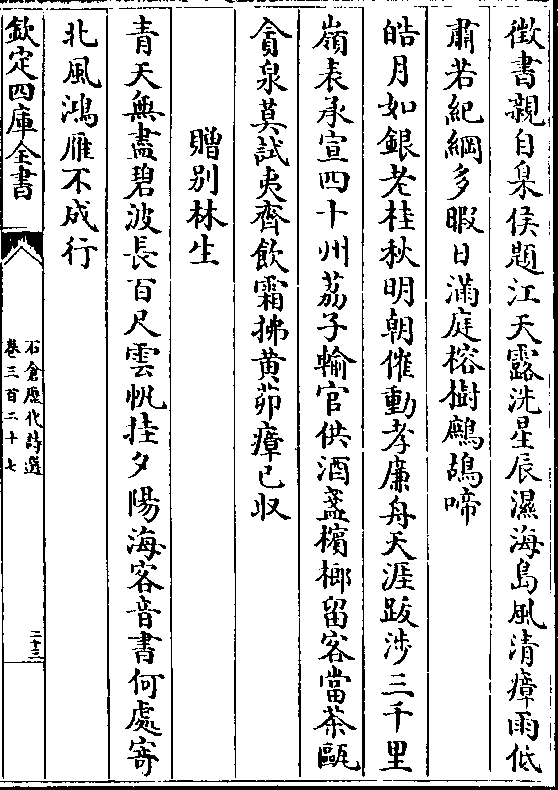 徴書親自臬侯題江天露洗星辰濕海島風清瘴雨低
肅若紀綱多暇日滿庭榕樹鷓鴣啼
皓月如銀老桂秋明朝催動孝廉舟天涯跋涉三千里
嶺表承宣四十州荔子輸官供酒盞檳榔留客當茶甌
貪泉莫試夷齊飲霜拂黄茆瘴已収
贈别林生
青天無盡碧波長百尺雲帆挂夕陽海客音書何處寄
北風鴻雁不成行
欽定四庫全書
石倉歴代詩選
卷三百二十七
二十三